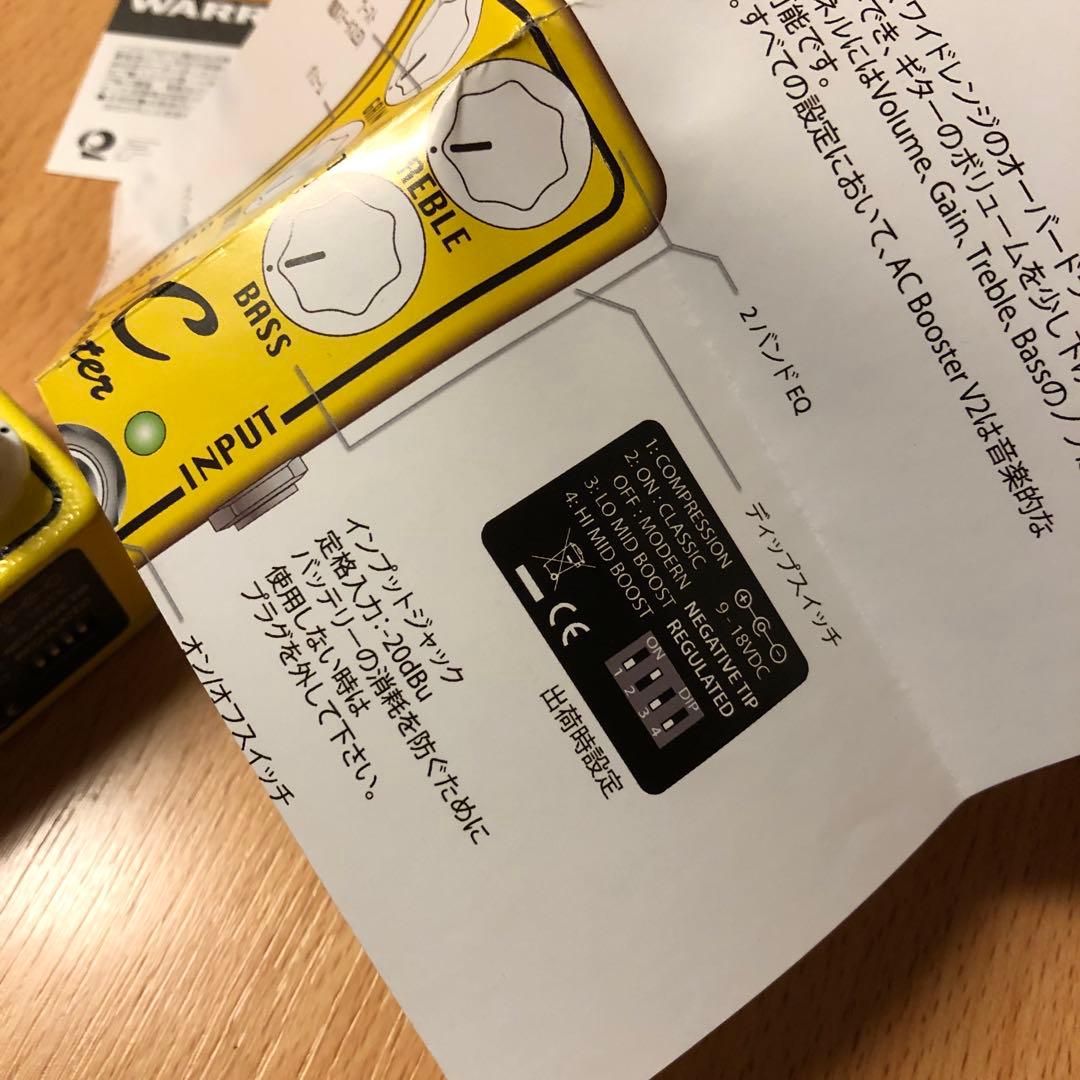 WARR
ワイドレンジのオーバードラ
でき、ギターのボリュームを少し下げ
ネルにはVolume、Gain、Treble、Bassのノブ
可能です。
。すべての設定において、AC Booster V2は音楽的な
GAIN
TREBLE
BASS
C
ster
INPUT
2 バンド EQ
ディップスイッチ
1: COMPRESSION
2: ON : CLASSIC
OFF : MODERN
3: LO MID BOOST
4: HI MID BOOST
9 - 18VDC
NEGATIVE TIP
REGULATED
CE
ON DIP
1 2 3 4
出荷時設定
インプットジャック
定格入力：-20dBu
バッテリーの消耗を防ぐために
使用しない時は
プラグを外して下さい。
オン/オフスイッチ